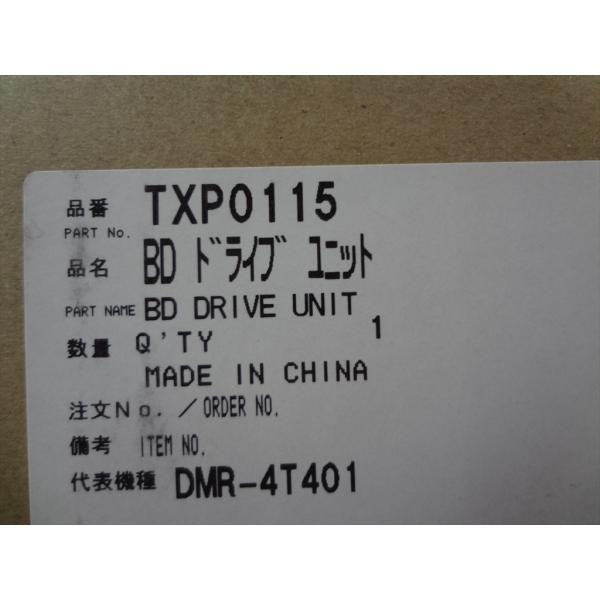 品番 TXP0115
PART No.
品名 BD ﾄﾞﾗｲﾌﾞ ﾕﾆｯﾄ
PART NAME BD DRIVE UNIT
数量 Q'TY 1
MADE IN CHINA
注文No. /ORDER NO.
備考 ITEM NO.
代表機種 DMR-4T401